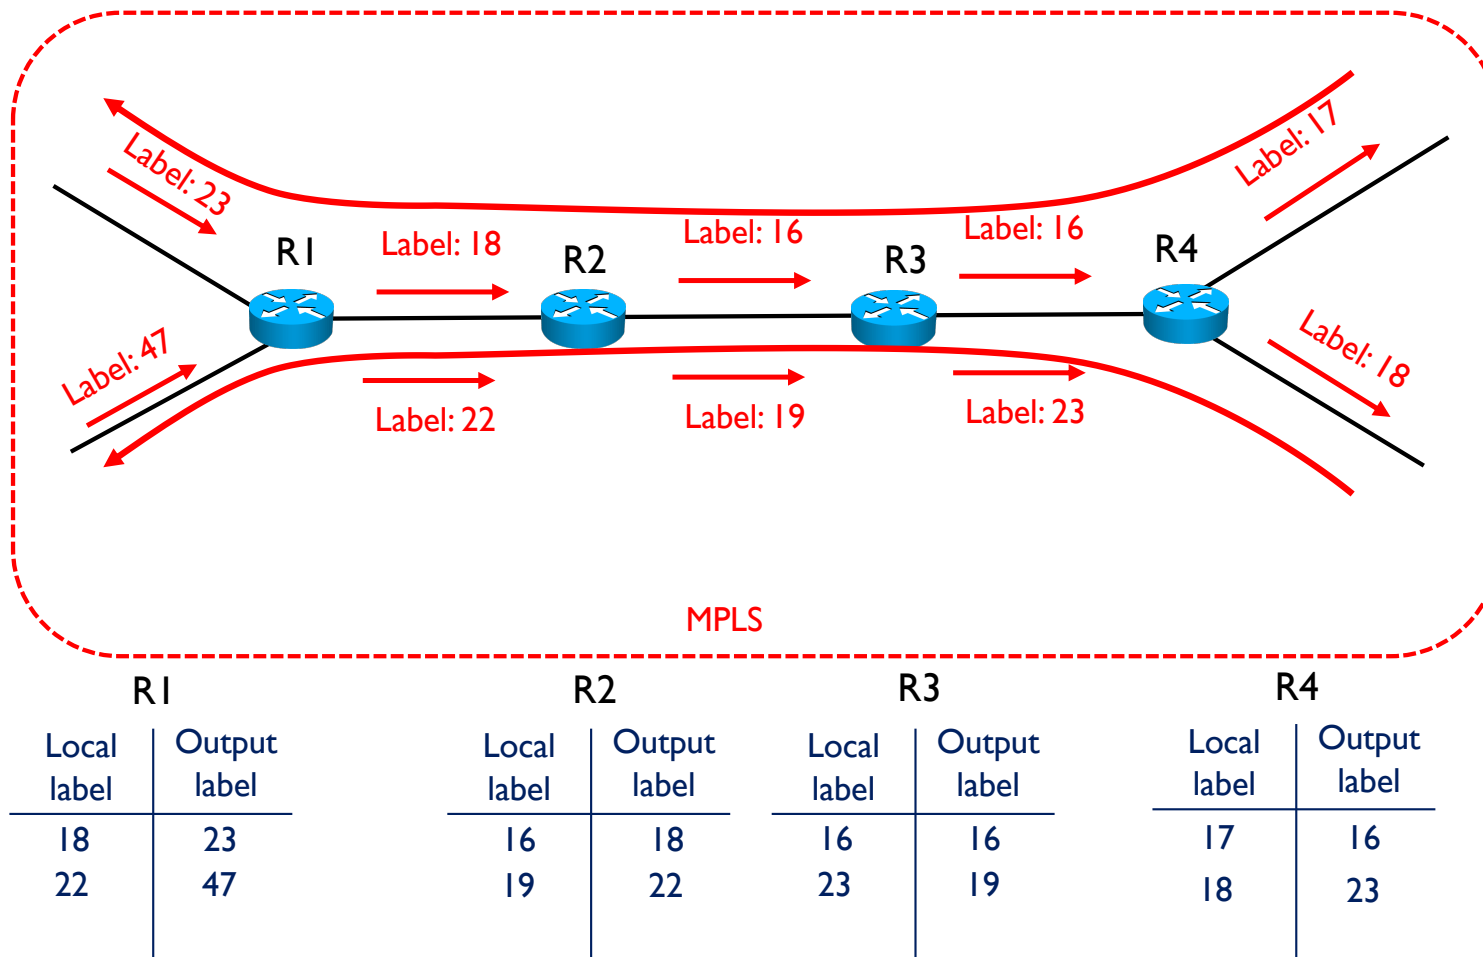 Label: 17
Label: 23
Label: 18
Label: 16
Label: 16
R1
R2
R3
R4
Label: 47
Label: 18
Label: 22
Label: 19
Label: 23
MPLS
R1
Local label
Output label
18 23
22 47
R2
Local label
Output label
16 18
19 22
R3
Local label
Output label
16 16
23 19
R4
Local label
Output label
17 16
18 23